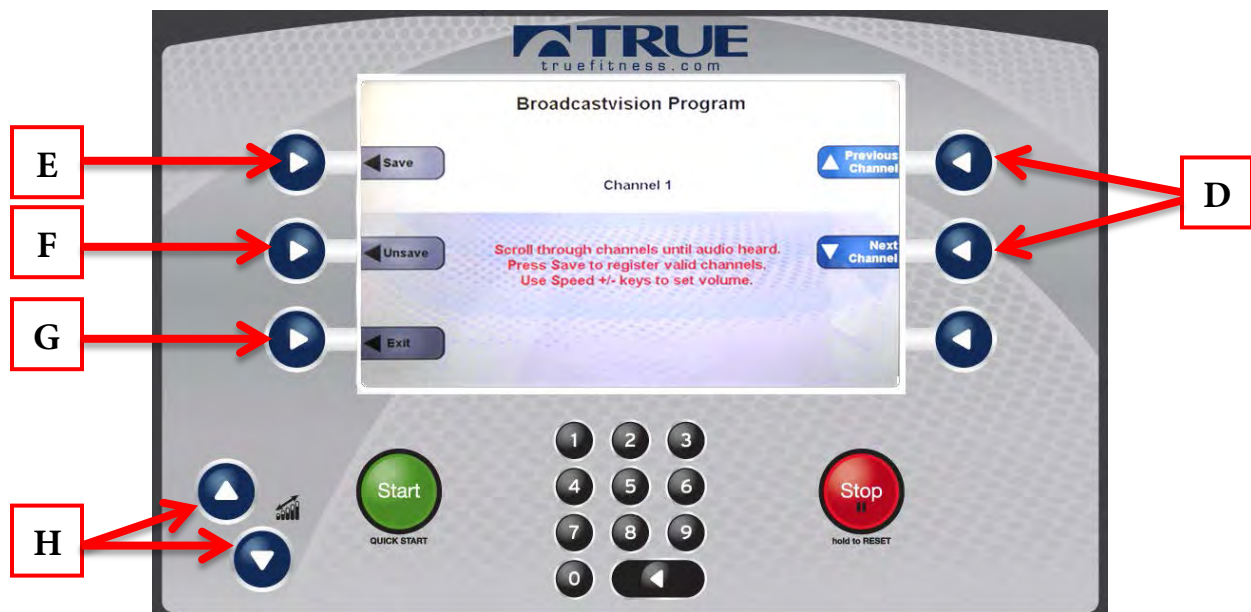 TRUE
truefitness.com
Broadcastvision Program
E
Save
Previous
Channel
D
Channel 1
F
Unsave
Scroll through channels until audio heard.
Press Save to register valid channels,
Use Speed +/- keys to set volume.
Next
Channel
G
Exit
1 2 3
Start
4 5 6
Stop
QUICK START
7 8 9
hold to RESET
H
0